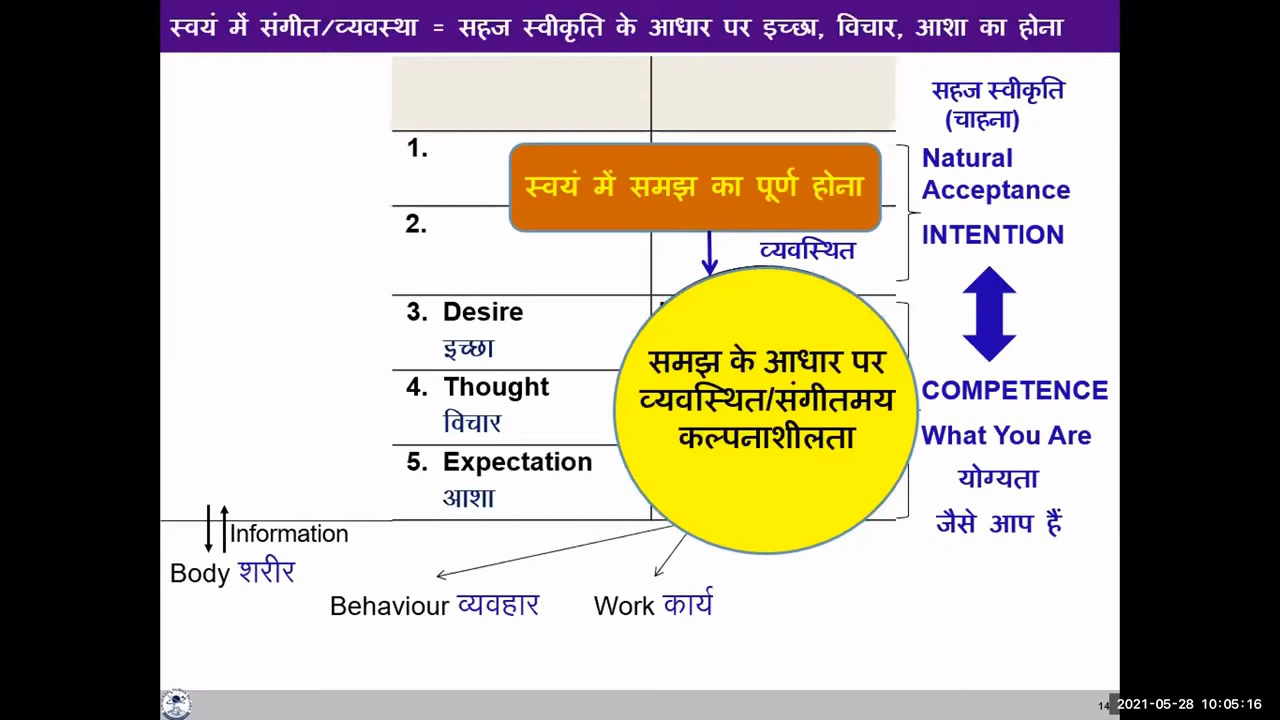 स्वयं में संगीत/व्यवस्था = सहज स्वीकृति के आधार पर इच्छा, विचार, आशा का होना
सहज स्वीकृति
(चाहना)
1.
Natural
Acceptance
स्वयं में समझ का पूर्ण होना
2.
INTENTION
व्यवस्थित
3. Desire
इच्छा
समझ के आधार पर
व्यवस्थित/संगीतमय
कल्पनाशीलता
4. Thought
विचार
COMPETENCE
What You Are
5. Expectation
आशा
योग्यता
जैसे आप हैं
Information
Body शरीर
Behaviour व्यवहार
Work कार्य
14
2021-05-28 10:05:16